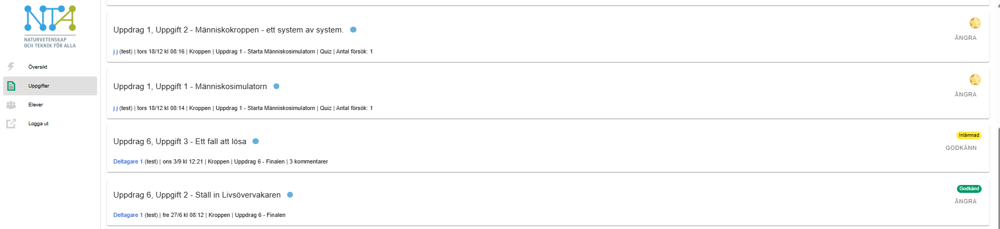 NTA
NATURVETENSKAP
OCH TEKNIK FÖR ALLA
Översikt
Uppgifter
Elever
Logga ut
Uppdrag 1, Uppgift 2 - Människokroppen - ett system av system.
ÅNGRA
j j (test) | tors 18/12 kl 08:16 | Kroppen | Uppdrag 1 - Starta Människosimulatorn | Quiz | Antal försök: 1
Uppdrag 1, Uppgift 1 - Människosimulatorn
ÅNGRA
j j (test) | tors 18/12 kl 08:14 | Kroppen | Uppdrag 1 - Starta Människosimulatorn | Quiz | Antal försök: 1
Uppdrag 6, Uppgift 3 - Ett fall att lösa
Inlämnad
GODKÄNN
Deltagare 1 (test) | ons 3/9 kl 12:21 | Kroppen | Uppdrag 6 - Finalen | 3 kommentarer
Uppdrag 6, Uppgift 2 - Ställ in Livsövervakaren
Godkänd
ÅNGRA
Deltagare 1 (test) | fre 27/6 kl 08:12 | Kroppen | Uppdrag 6 - Finalen